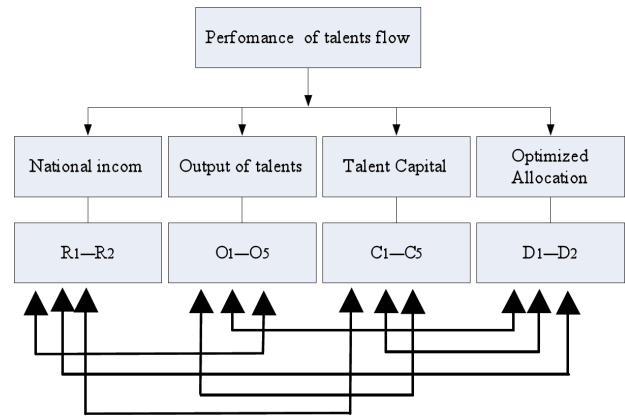 Perfomance of talents flow
National incom
Output of talents
Talent Capital
Optimized
Allocation
R1—R2
O1—O5
C1—C5
D1—D2